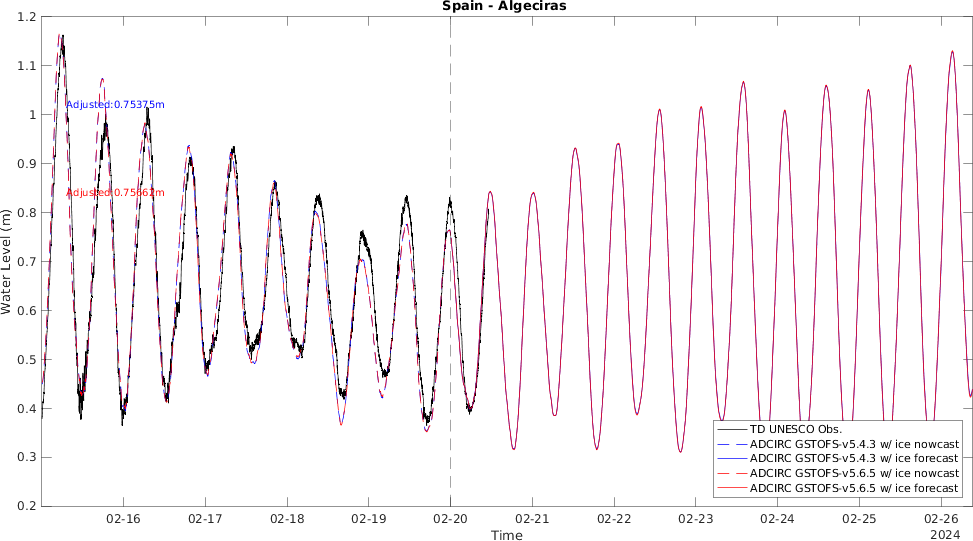 Spain - Algeciras
Water Level (m)
1.2
1.1
1
0.9
0.8
0.7
0.6
0.5
0.4
0.3
0.2
Adjusted:0.75375m
Adjusted:0.75662m
TD UNESCO Obs.
ADCIRC GSTOFS-v5.4.3 w/ ice nowcast
ADCIRC GSTOFS-v5.4.3 w/ ice forecast
ADCIRC GSTOFS-v5.6.5 w/ ice nowcast
ADCIRC GSTOFS-v5.6.5 w/ ice forecast
02-16 02-17 02-18 02-19 02-20 02-21 02-22 02-23 02-24 02-25 02-26
2024
Time